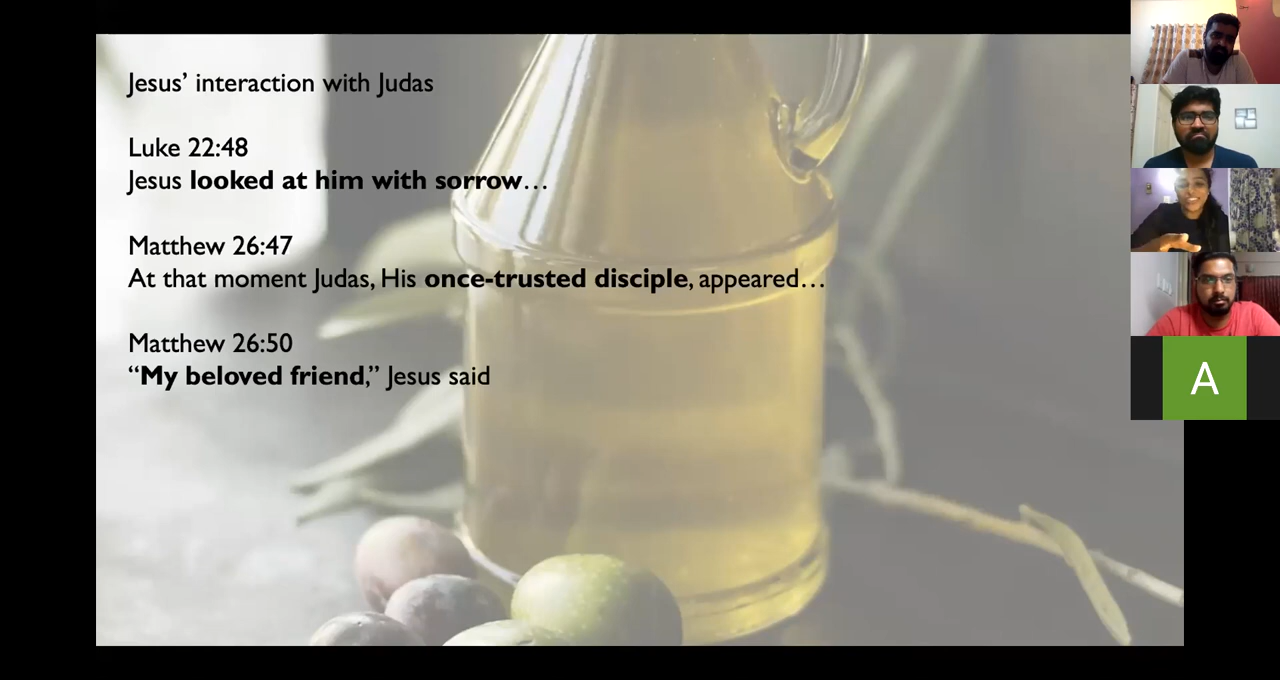 Jesus’ interaction with Judas
Luke 22:48
Jesus looked at him with sorrow…
Matthew 26:47
At that moment Judas, His once-trusted disciple, appeared…
Matthew 26:50
“My beloved friend,” Jesus said
A